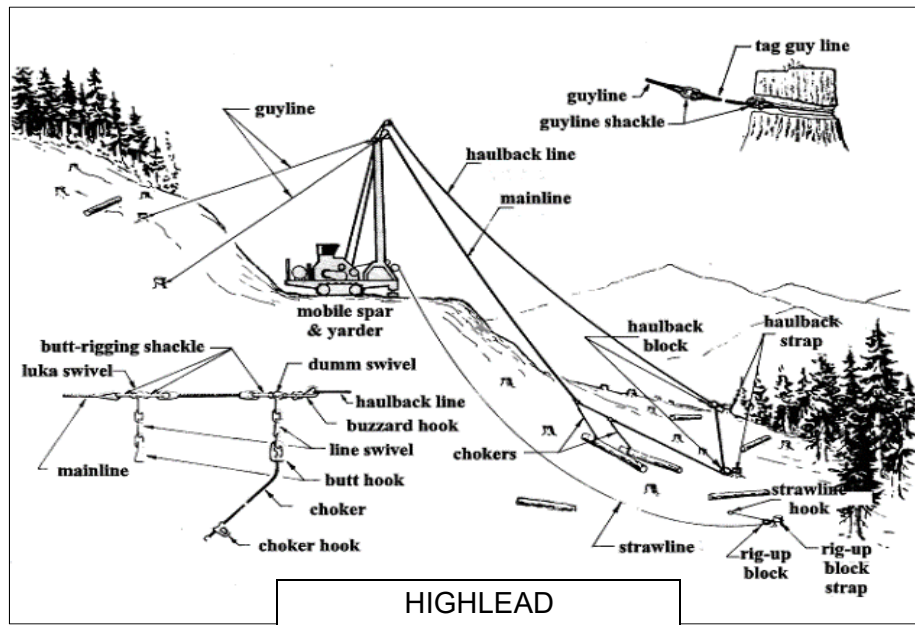 tag guy line
guyline
guyline
guyline shackle
haulback line
mainline
mobile spar
& yarder
haulback
block
haulback
strap
butt-rigging shackle
luka swivel
dumm swivel
haulback line
buzzard hook
line swivel
mainline
butt hook
chokers
choker
choker hook
strawline
hook
strawline
rig-up
block
rig-up
block
strap
HIGHLEAD